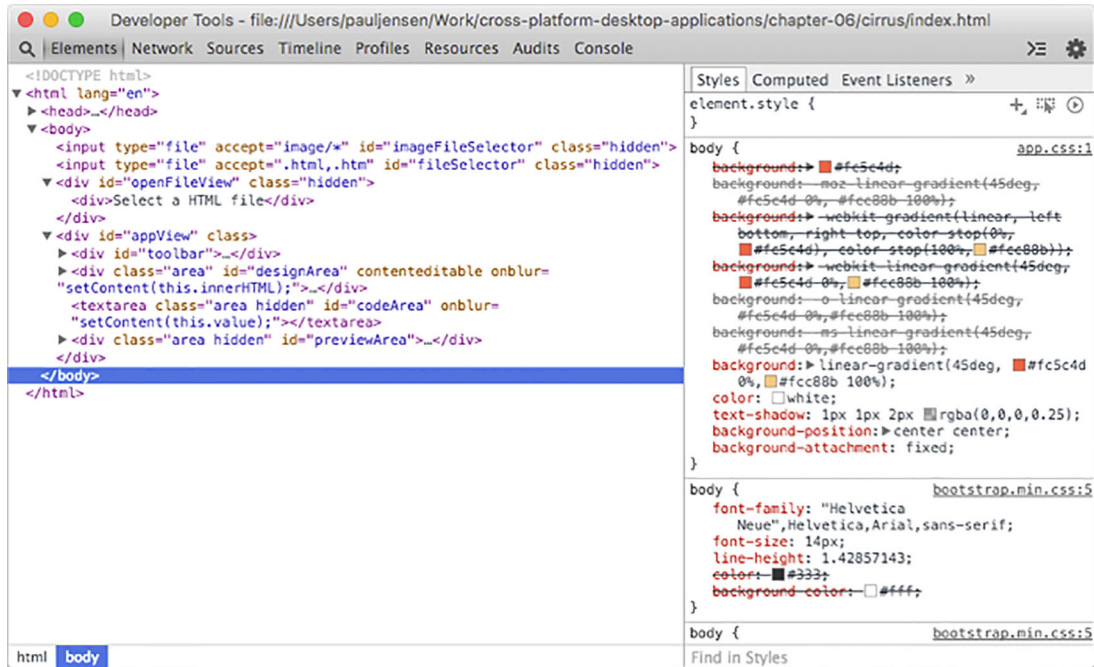 Developer Tools - file:///Users/pauljensen/Work/cross-platform-desktop-applications/chapter-06/cirrus/index.html
Elements Network Sources Timeline Profiles Resources Audits Console
<!DOCTYPE html>
<html lang="en">
<head>…</head>
<body>
<input type="file" accept="image/*" id="imageFileSelector" class="hidden">
<input type="file" accept=".html,.htm" id="fileSelector" class="hidden">
<div id="openFileView" class="hidden">
<div>Select a HTML file</div>
</div>
<div id="appView" class>
<div id="toolbar">…</div>
<div class="area" id="designArea" contenteditable onblur=
"setContent(this.innerHTML);">…</div>
<textarea class="area hidden" id="codeArea" onblur=
"setContent(this.value);"></textarea>
<div class="area hidden" id="previewArea">…</div>
</div>
</body>
</html>
html body
Styles Computed Event Listeners »
element.style {
}
body { app.css:1
background: #fc5c4d;
background: -moz-linear-gradient(45deg,
#fc5c4d 0%, #fcc88b 100%);
background: -webkit-gradient(linear, left
bottom, right top, color-stop(0%,
#fc5c4d), color-stop(100%, #fcc88b));
background: -webkit-linear-gradient(45deg,
#fc5c4d 0%, #fcc88b 100%);
background: -o-linear-gradient(45deg,
#fc5c4d 0%,#fcc88b 100%);
background: -ms-linear-gradient(45deg,
#fc5c4d 0%,#fcc88b 100%);
background: linear-gradient(45deg, #fc5c4d
0%, #fcc88b 100%);
color: white;
text-shadow: 1px 1px 2px rgba(0,0,0,0.25);
background-position: center center;
background-attachment: fixed;
}
body { bootstrap.min.css:5
font-family: "Helvetica
Neue",Helvetica,Arial,sans-serif;
font-size: 14px;
line-height: 1.42857143;
color: #333;
background-color: #fff;
}
body { bootstrap.min.css:5
Find in Styles